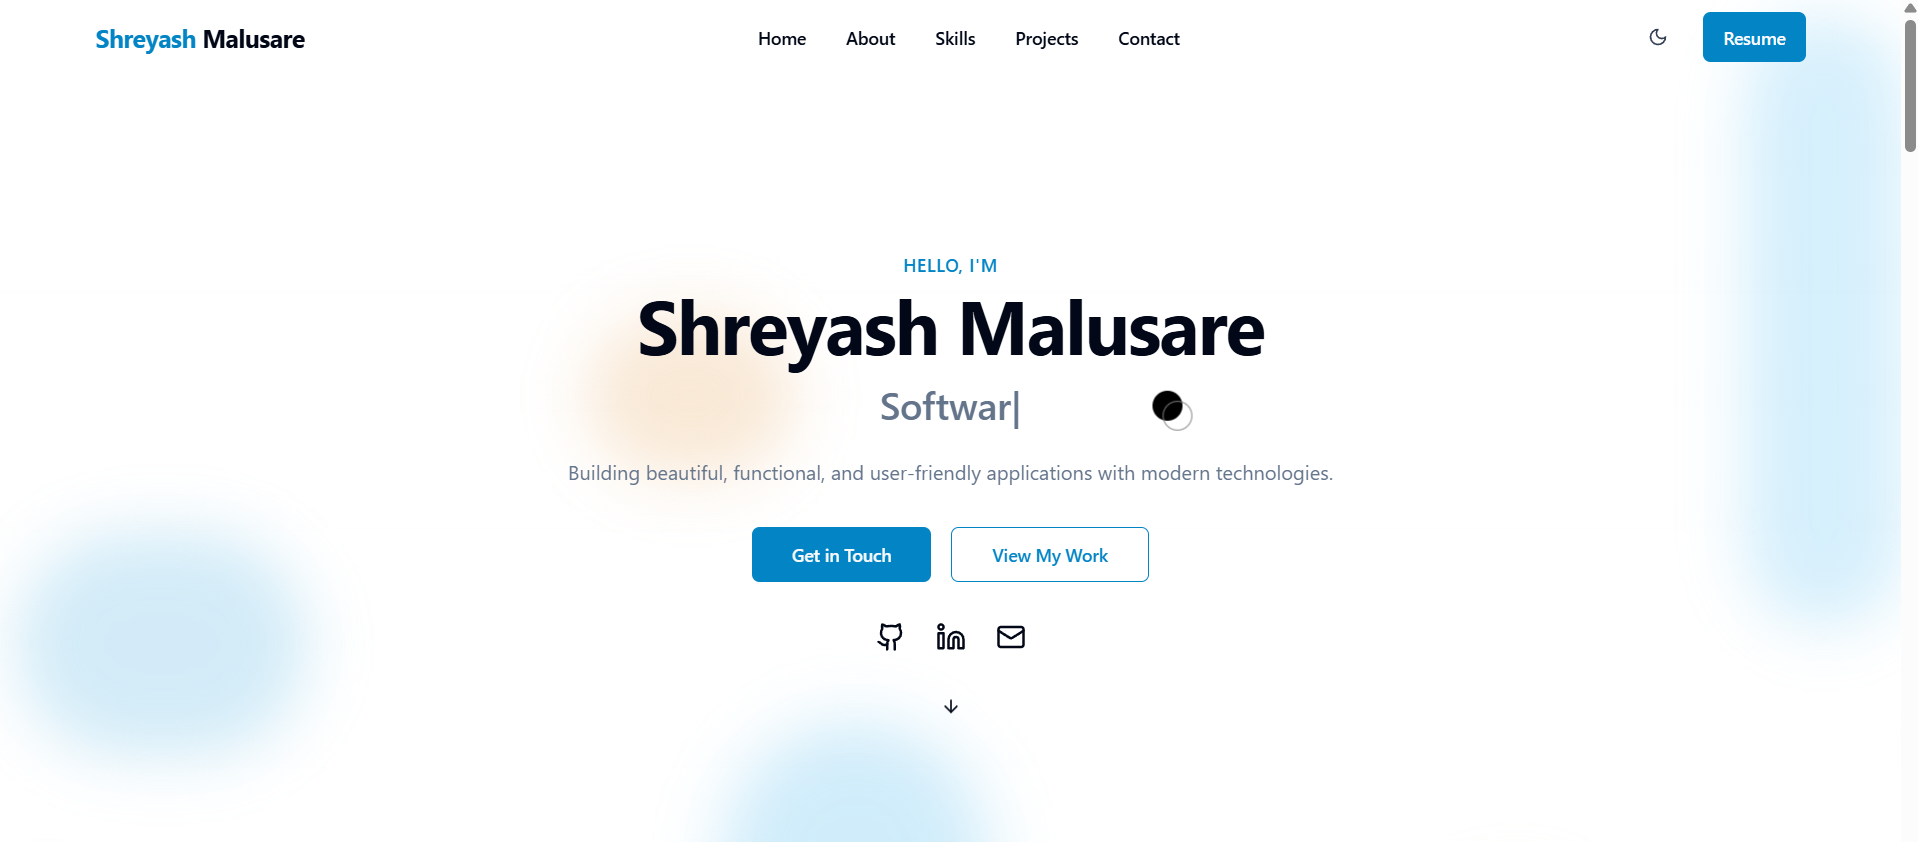 Shreyash Malusare
Home About Skills Projects Contact
Resume
HELLO, I'M
Shreyash Malusare
Softwar|
Building beautiful, functional, and user-friendly applications with modern technologies.
Get in Touch
View My Work